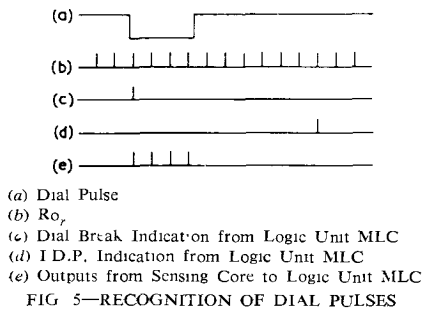 (a)
(b)
(c)
(d)
(e)
(a) Dial Pulse
(b) Ror
(c) Dial Break Indication from Logic Unit MLC
(d) I D.P. Indication from Logic Unit MLC
(e) Outputs from Sensing Core to Logic Unit MLC
FIG 5—RECOGNITION OF DIAL PULSES